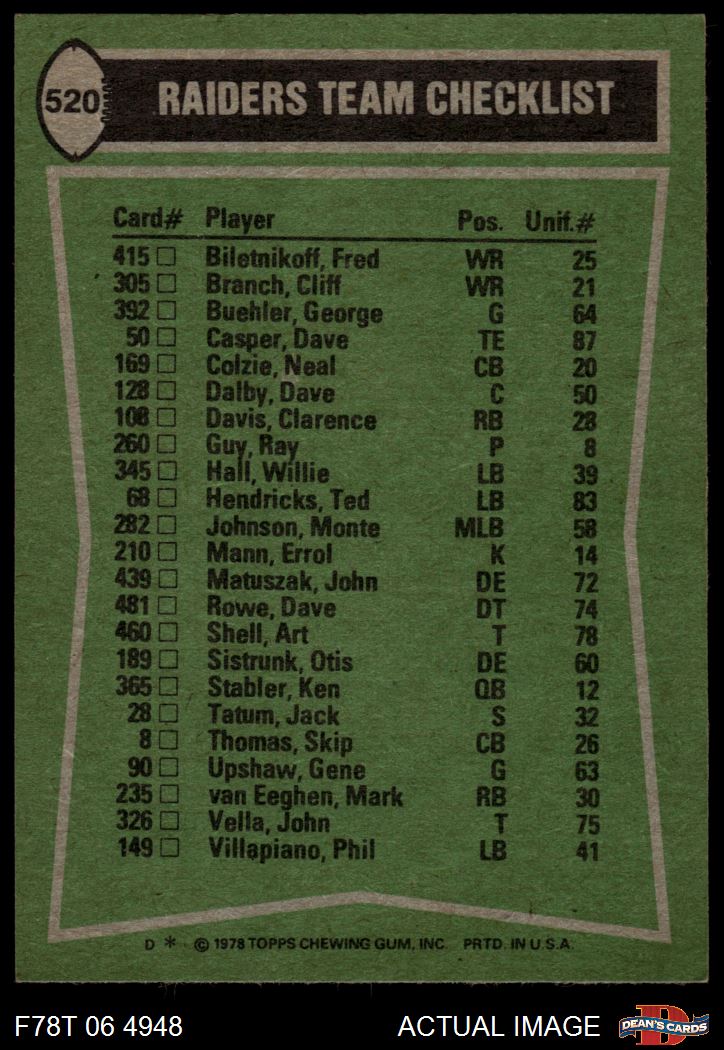 520 RAIDERS TEAM CHECKLIST
Card# Player Pos. Unif.#
415 □ Biletnikoff, Fred WR 25
305 □ Branch, Cliff WR 21
392 □ Buehler, George G 64
50 □ Casper, Dave TE 87
169 □ Colzie, Neal CB 20
128 □ Dalby, Dave C 50
108 □ Davis, Clarence RB 28
260 □ Guy, Ray P 8
345 □ Hall, Willie LB 39
68 □ Hendricks, Ted LB 83
282 □ Johnson, Monte MLB 58
210 □ Mann, Errol K 14
439 □ Matuszak, John DE 72
481 □ Rowe, Dave DT 74
460 □ Shell, Art T 78
189 □ Sistrunk, Otis DE 60
365 □ Stabler, Ken QB 12
28 □ Tatum, Jack S 32
8 □ Thomas, Skip CB 26
90 □ Upshaw, Gene G 63
235 □ van Eeghen, Mark RB 30
326 □ Vella, John T 75
149 □ Villapiano, Phil LB 41
D * © 1978 TOPPS CHEWING GUM, INC. PRTD. IN U.S.A.
F78T 06 4948 ACTUAL IMAGE D DEAN'S CARDS